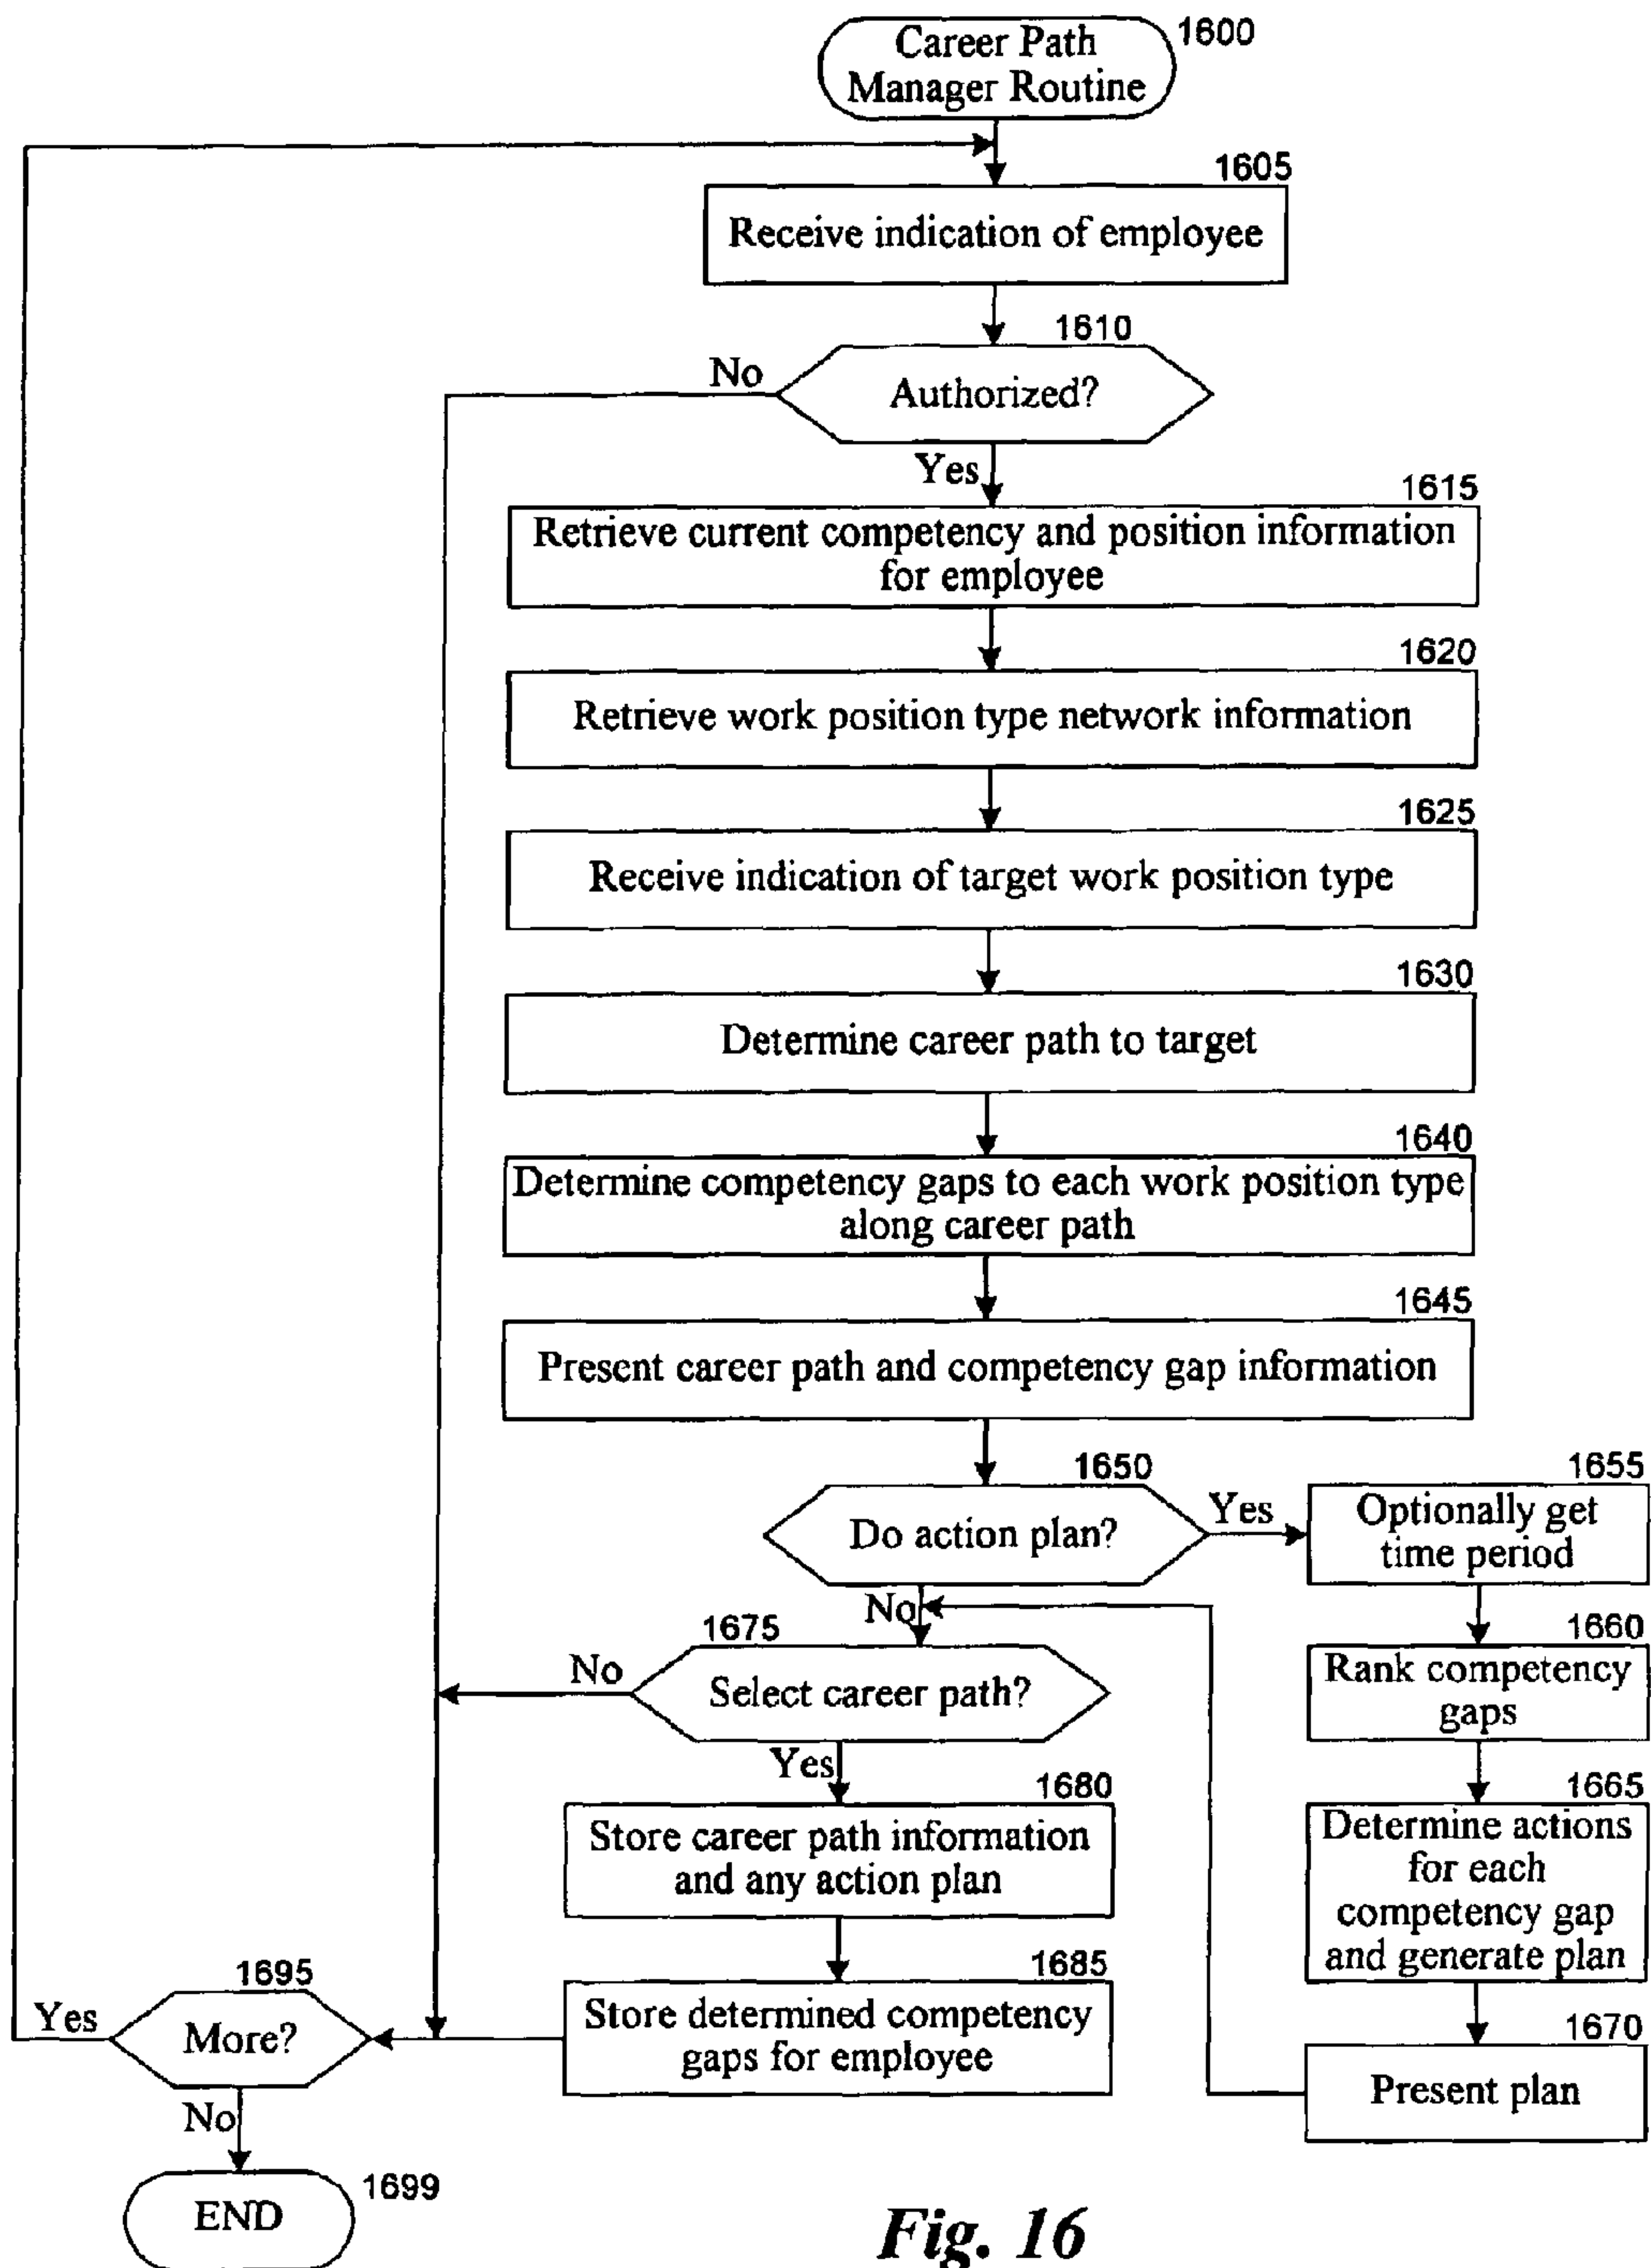 Career Path
Manager Routine
1600
1605
Receive indication of employee
1610
No
Authorized?
Yes
1615
Retrieve current competency and position information
for employee
1620
Retrieve work position type network information
1625
Receive indication of target work position type
1630
Determine career path to target
1640
Determine competency gaps to each work position type
along career path
1645
Present career path and competency gap information
1650
Do action plan?
Yes
1655
Optionally get
time period
No
1675
No
Select career path?
1660
Rank competency
gaps
Yes
1680
Store career path information
and any action plan
1665
Determine actions
for each
competency gap
and generate plan
1695
Yes
More?
1685
Store determined competency
gaps for employee
1670
Present plan
No
1699
END
Fig. 16